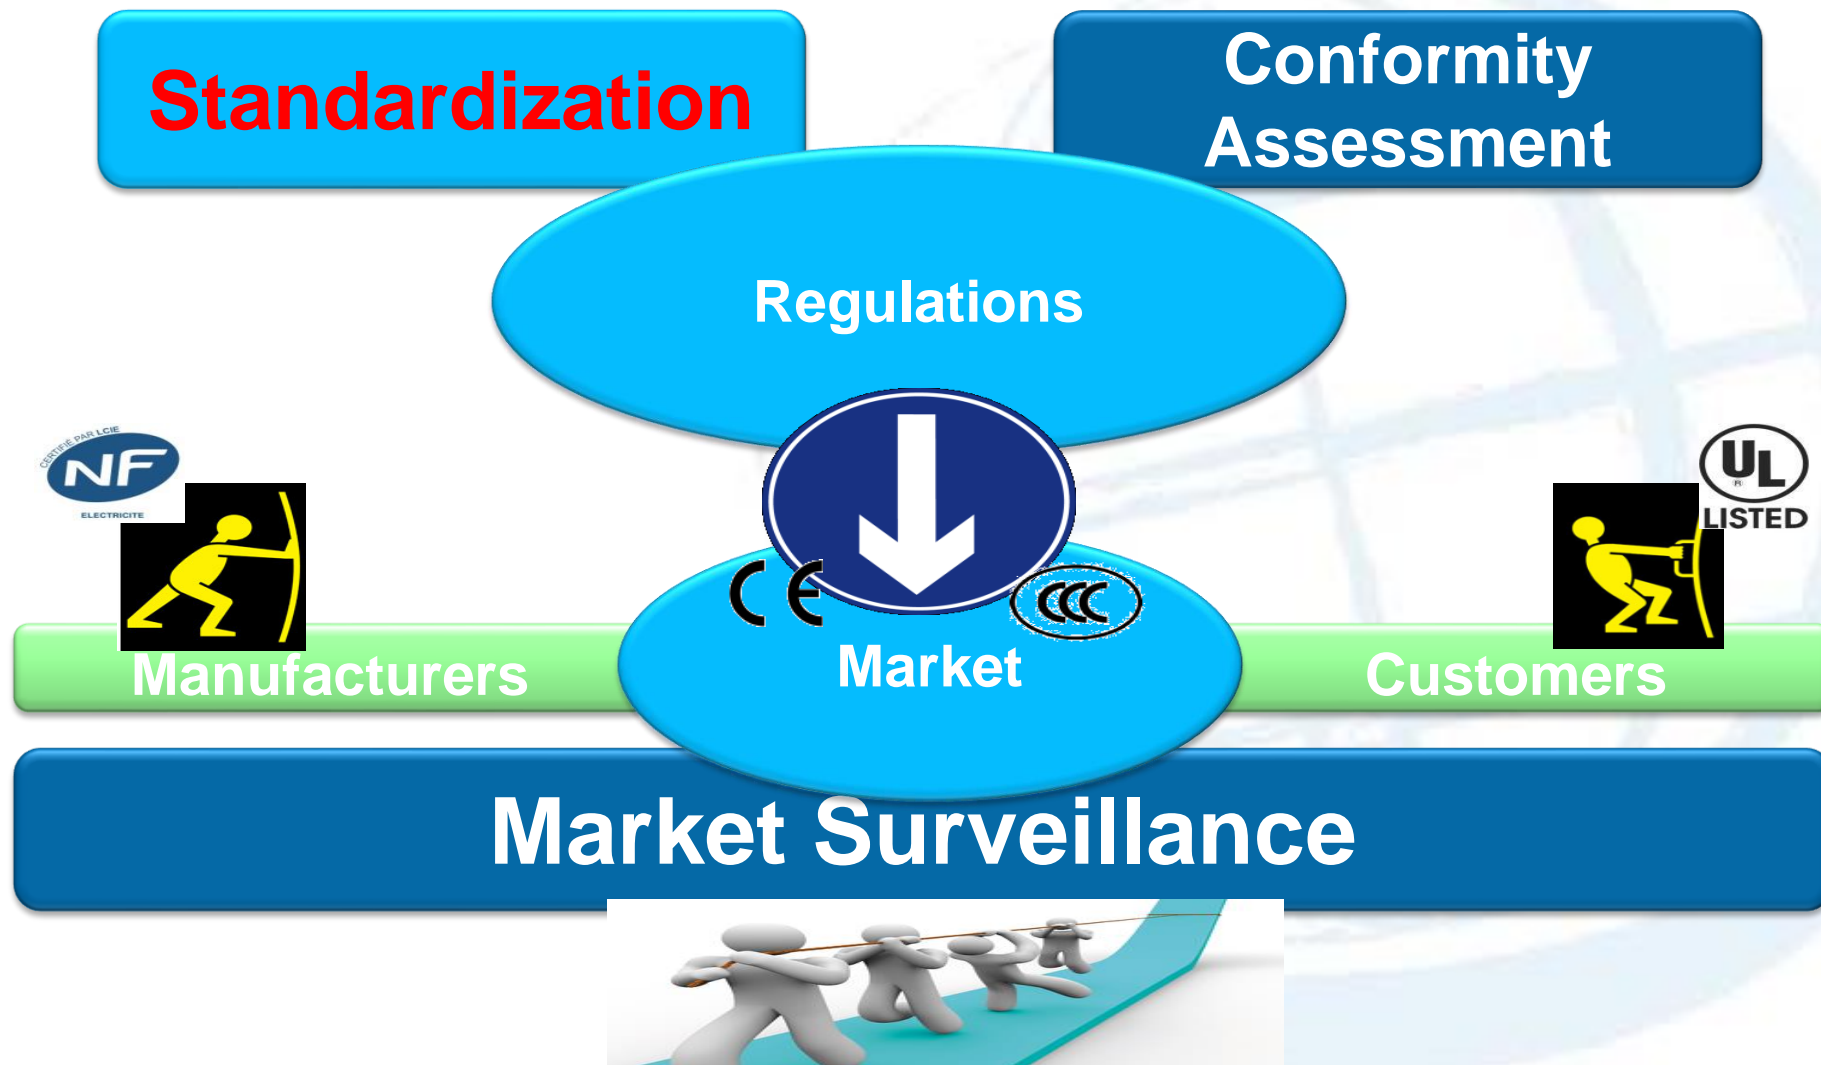 Standardization
Conformity
Assessment
Regulations
CERTIFIÉ PAR LCIE
NF
ELECTRICITE
UL
®
LISTED
CE
CCC
Manufacturers
Market
Customers
Market Surveillance